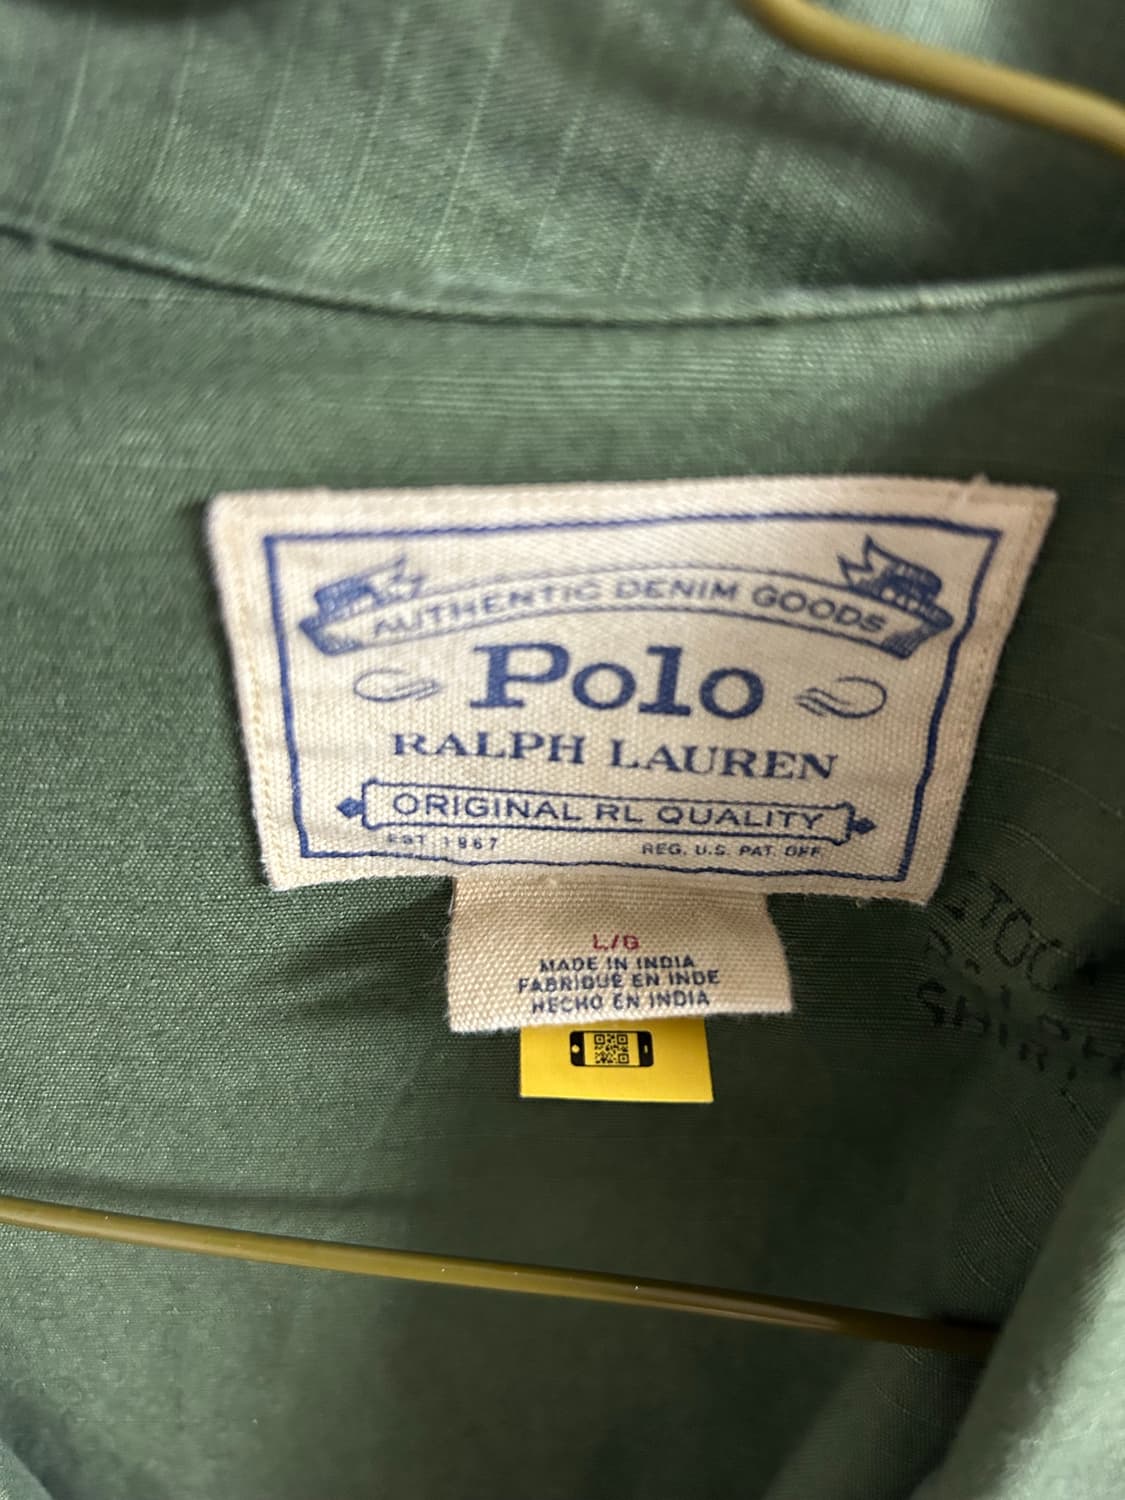 AUTHENTIC DENIM GOODS
Polo
RALPH LAUREN
ORIGINAL RL QUALITY
EST. 1967 REG. U.S. PAT. OFF
L/G
MADE IN INDIA
FABRIQUÉ EN INDE
HECHO EN INDIA